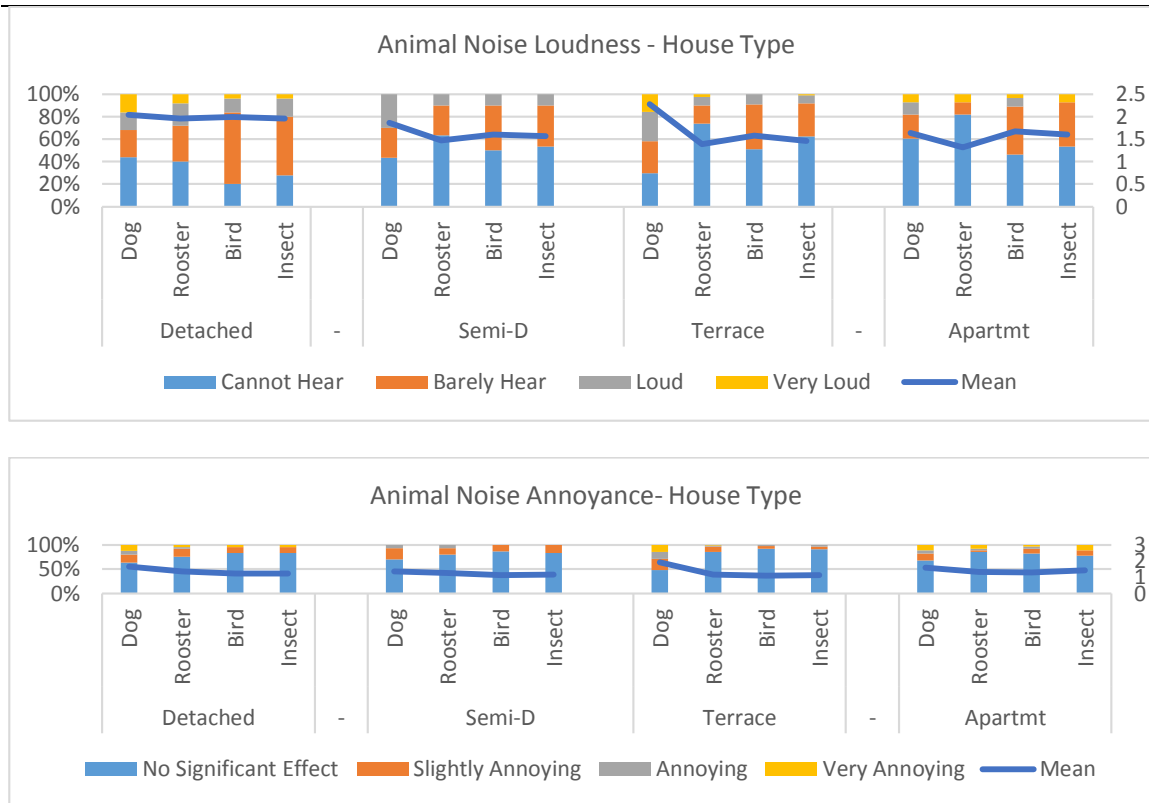 Animal Noise Loudness - House Type
100%
80%
60%
40%
20%
0%
2.5
2
1.5
1
0.5
0
Dog
Rooster
Bird
Insect
Dog
Rooster
Bird
Insect
Dog
Rooster
Bird
Insect
Dog
Rooster
Bird
Insect
Detached - Semi-D Terrace - Apartmt
Cannot Hear Barely Hear Loud Very Loud Mean
Animal Noise Annoyance- House Type
100%
50%
0%
3
2
1
0
Dog
Rooster
Bird
Insect
Dog
Rooster
Bird
Insect
Dog
Rooster
Bird
Insect
Dog
Rooster
Bird
Insect
Detached - Semi-D Terrace - Apartmt
No Significant Effect Slightly Annoying Annoying Very Annoying Mean